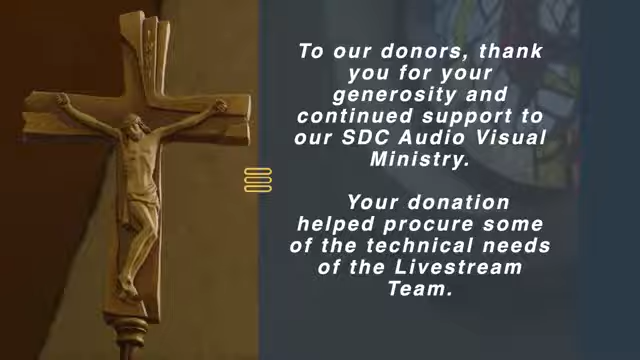 To our donors, thank
you for your
generosity and
continued support to
our SDC Audio Visual
Ministry.
Your donation
helped procure some
of the technical needs
of the Livestream
Team.